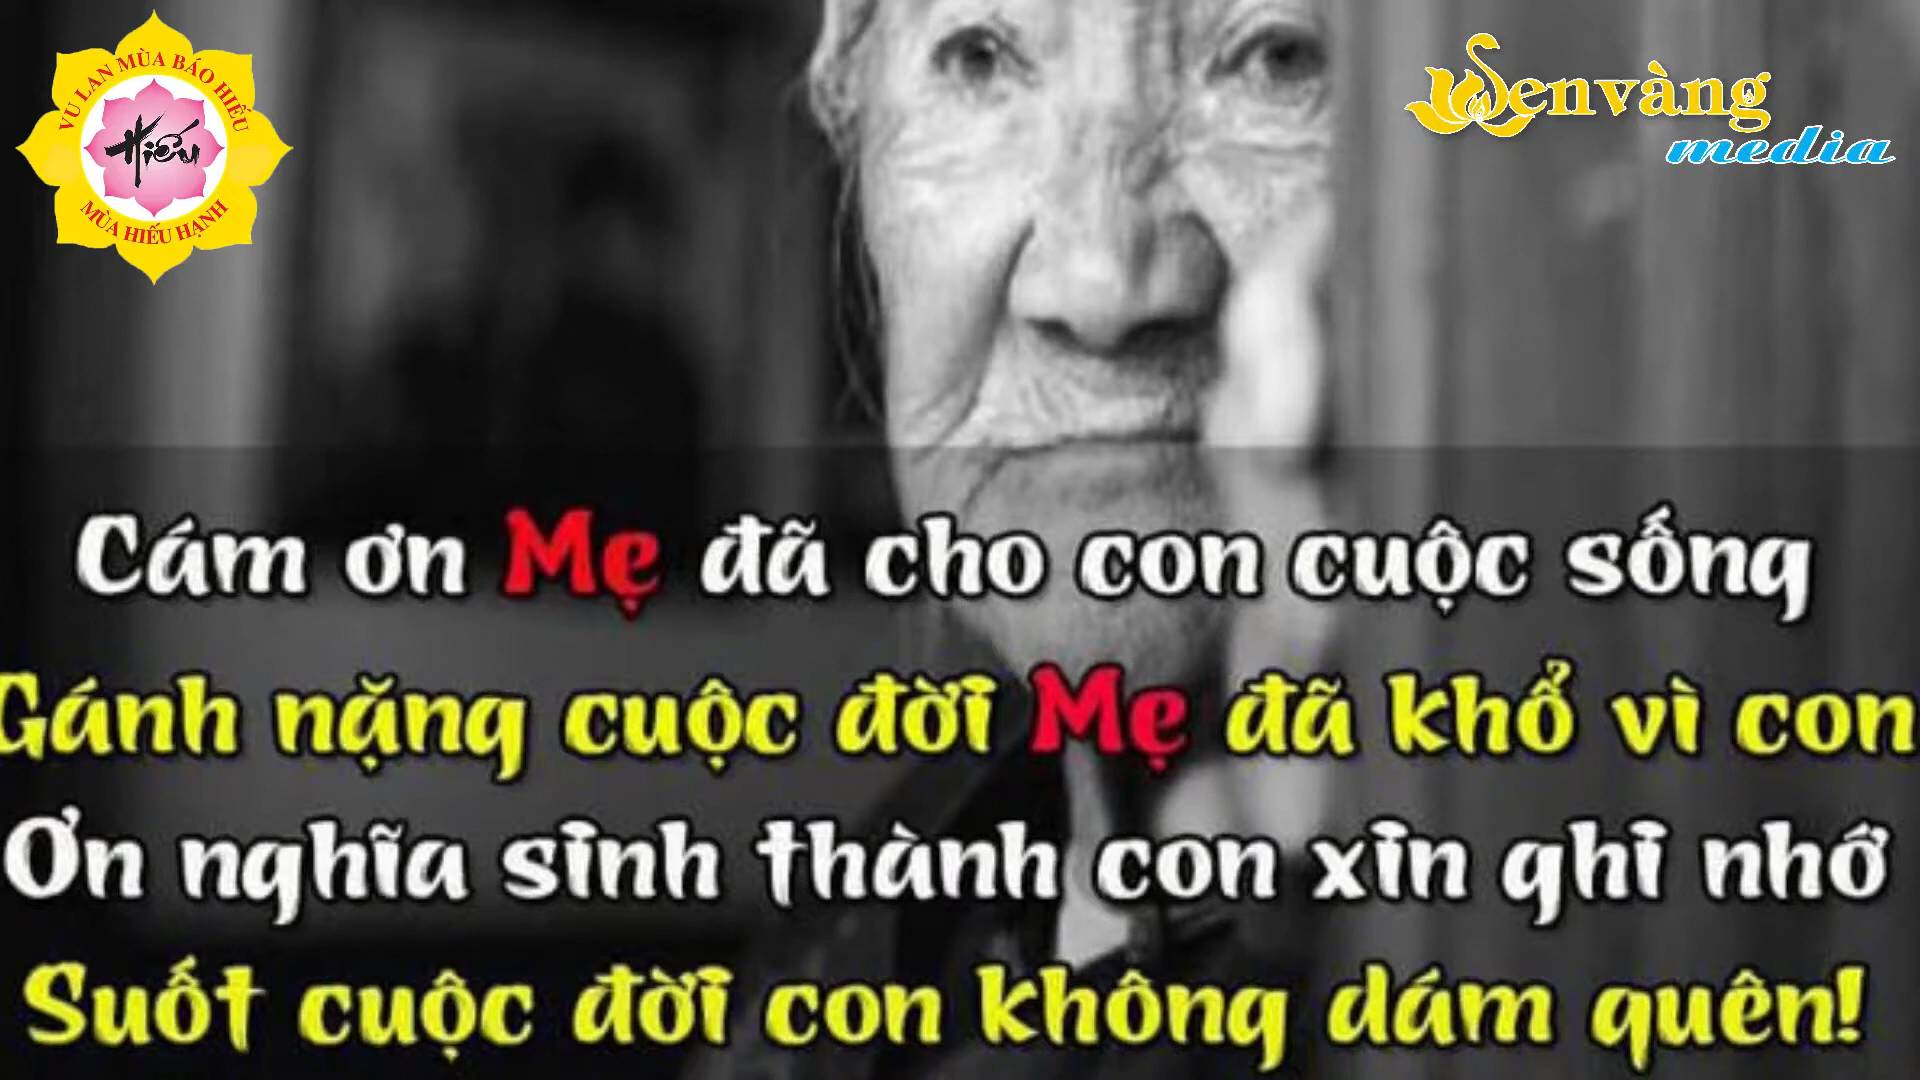 VU LAN MÙA BÁO HIẾU
Hiếu
MÙA HIẾU HẠNH
Senvàng
media
Cám ơn Mẹ đã cho con cuộc sống
Gánh nặng cuộc đời Mẹ đã khổ vì con
Ơn nghĩa sinh thành con xin ghi nhớ
Suốt cuộc đời con không dám quên!